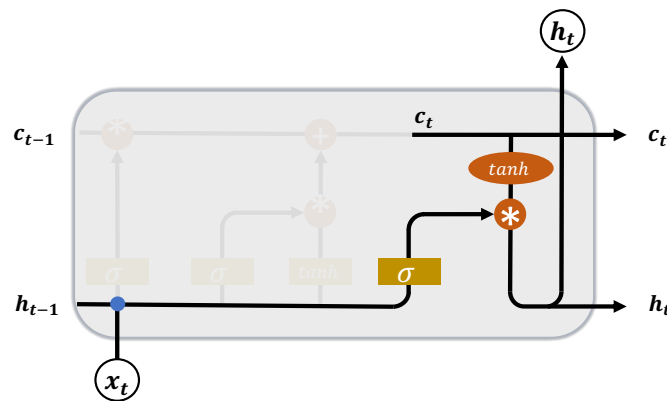 h_t
c_t
c_{t-1}
*
+
c_t
tanh
*
*
σ
σ
tanh
σ
h_{t-1}
h_t
x_t